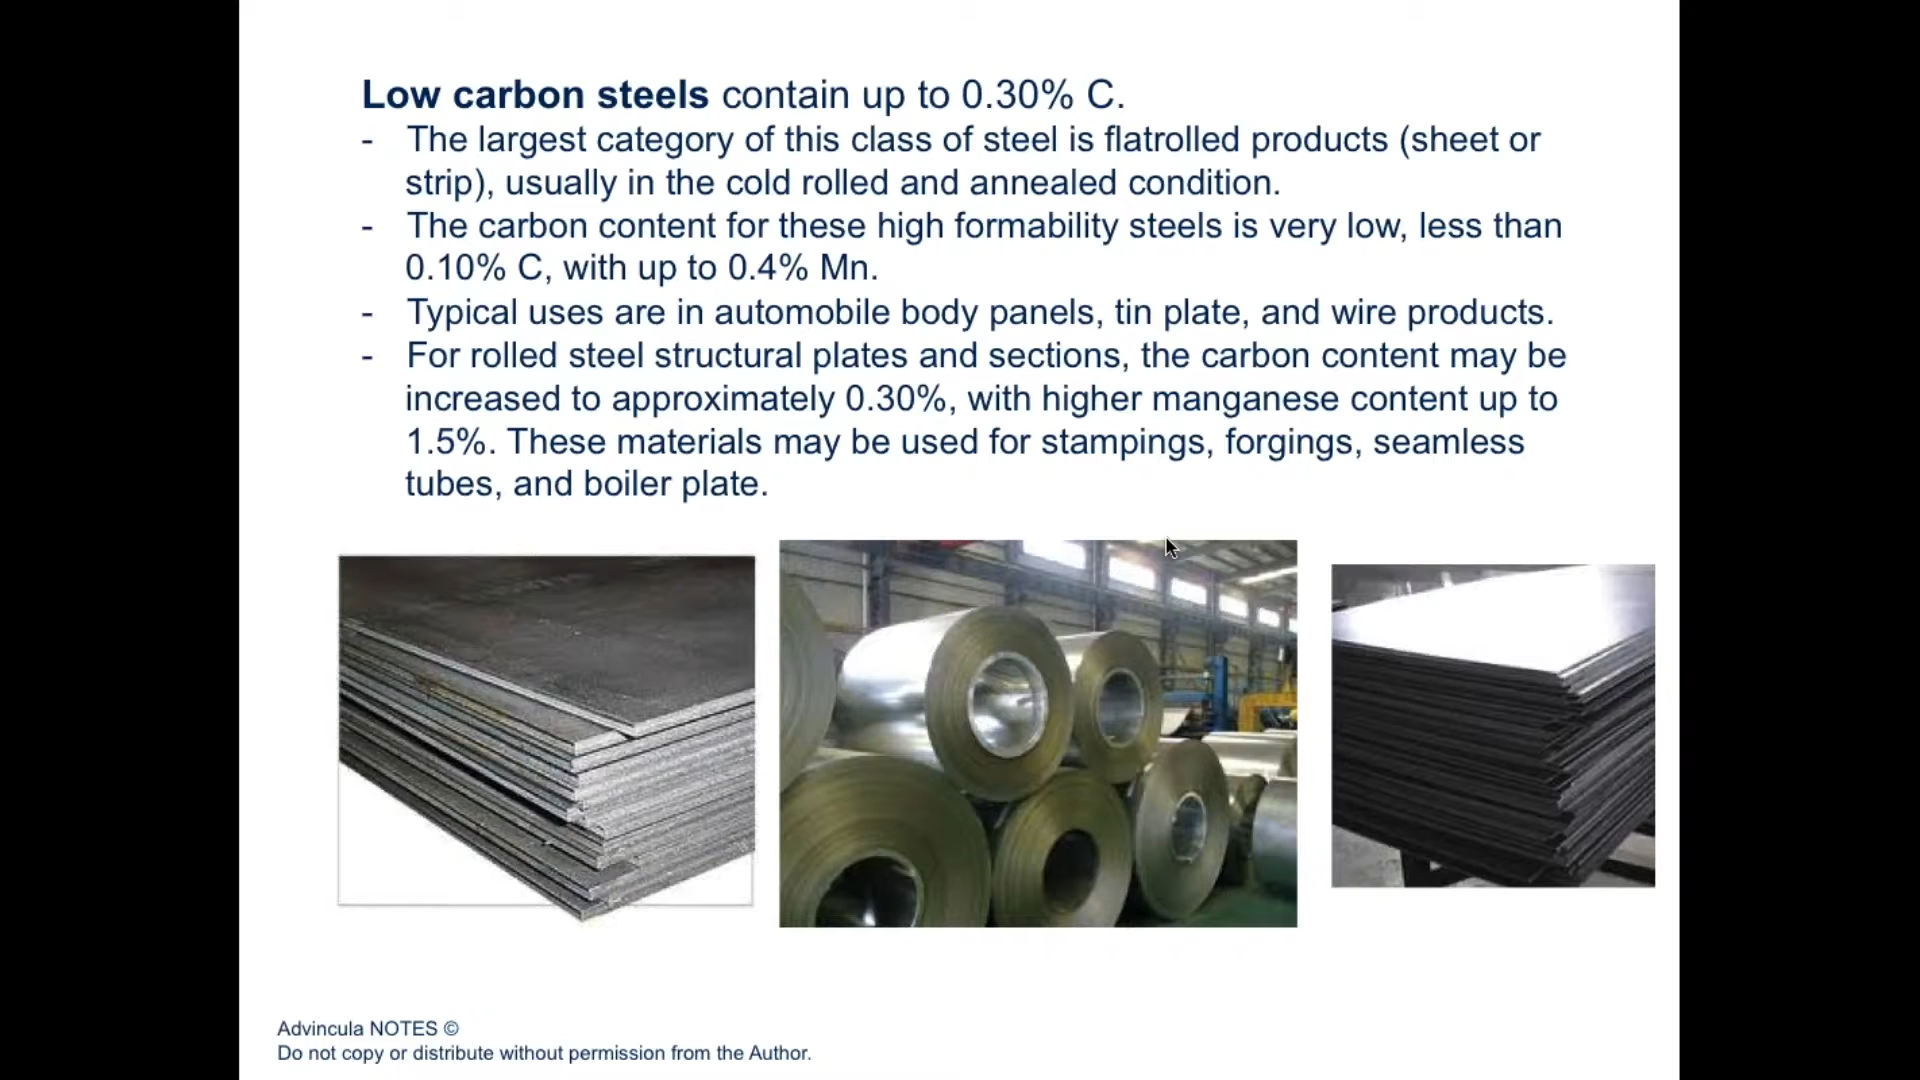 Low carbon steels contain up to 0.30% C.
- The largest category of this class of steel is flatrolled products (sheet or
strip), usually in the cold rolled and annealed condition.
- The carbon content for these high formability steels is very low, less than
0.10% C, with up to 0.4% Mn.
- Typical uses are in automobile body panels, tin plate, and wire products.
- For rolled steel structural plates and sections, the carbon content may be
increased to approximately 0.30%, with higher manganese content up to
1.5%. These materials may be used for stampings, forgings, seamless
tubes, and boiler plate.
Advincula NOTES ©
Do not copy or distribute without permission from the Author.